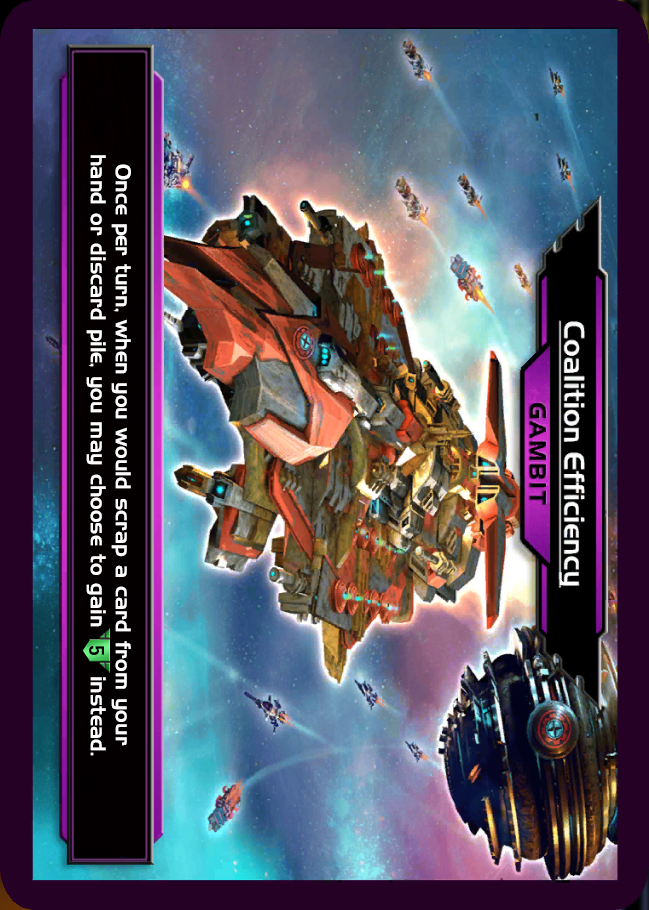 Coalition Efficiency
GAMBIT
Once per turn, when you would scrap a card from your
hand or discard pile, you may choose to gain 5 instead.